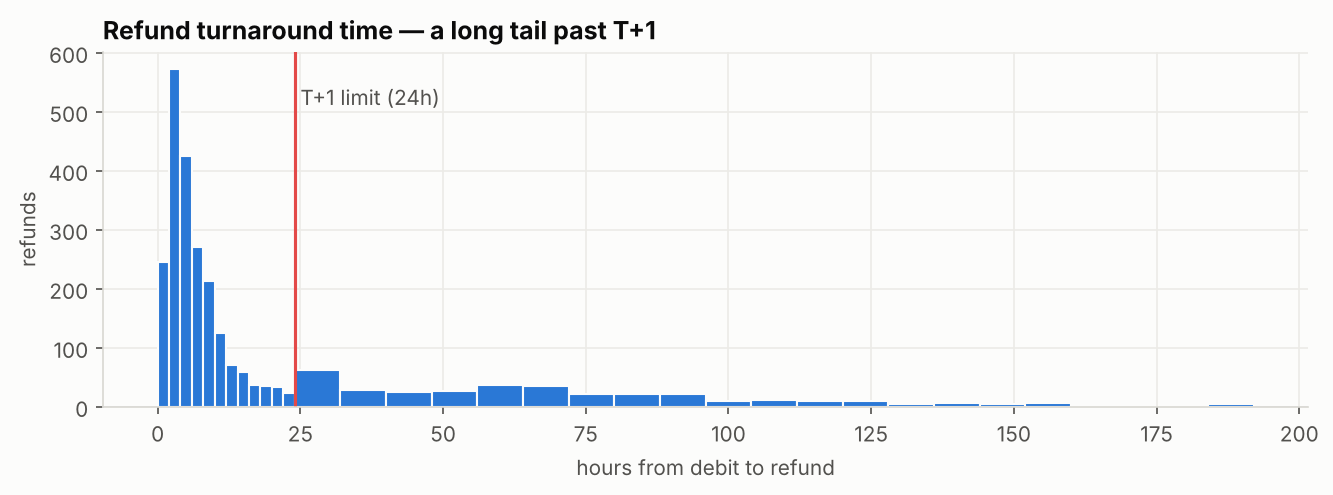 Refund turnaround time — a long tail past T+1
600
500
400
300
200
100
0
refunds
T+1 limit (24h)
0 25 50 75 100 125 150 175 200
hours from debit to refund